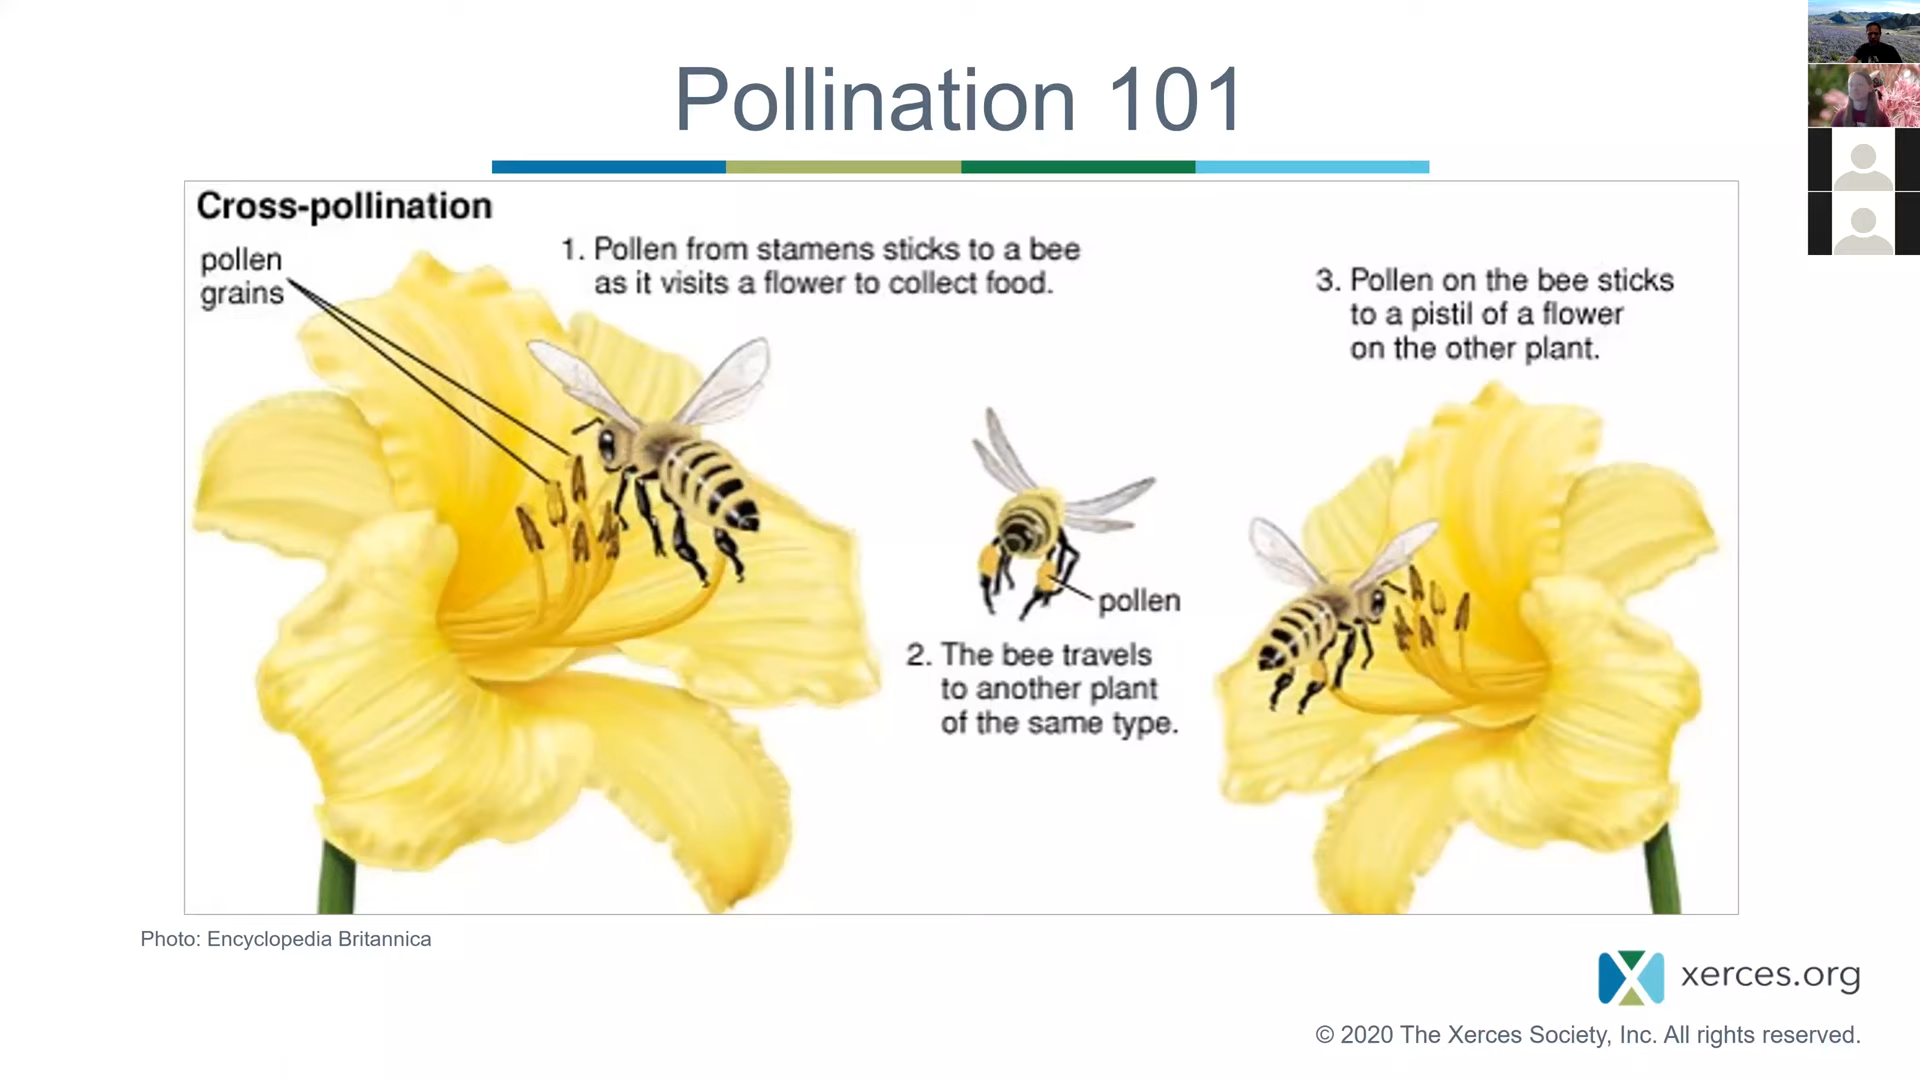 Pollination 101
Cross-pollination
pollen
grains
1. Pollen from stamens sticks to a bee
as it visits a flower to collect food.
pollen
2. The bee travels
to another plant
of the same type.
3. Pollen on the bee sticks
to a pistil of a flower
on the other plant.
Photo: Encyclopedia Britannica
xerces.org
© 2020 The Xerces Society, Inc. All rights reserved.